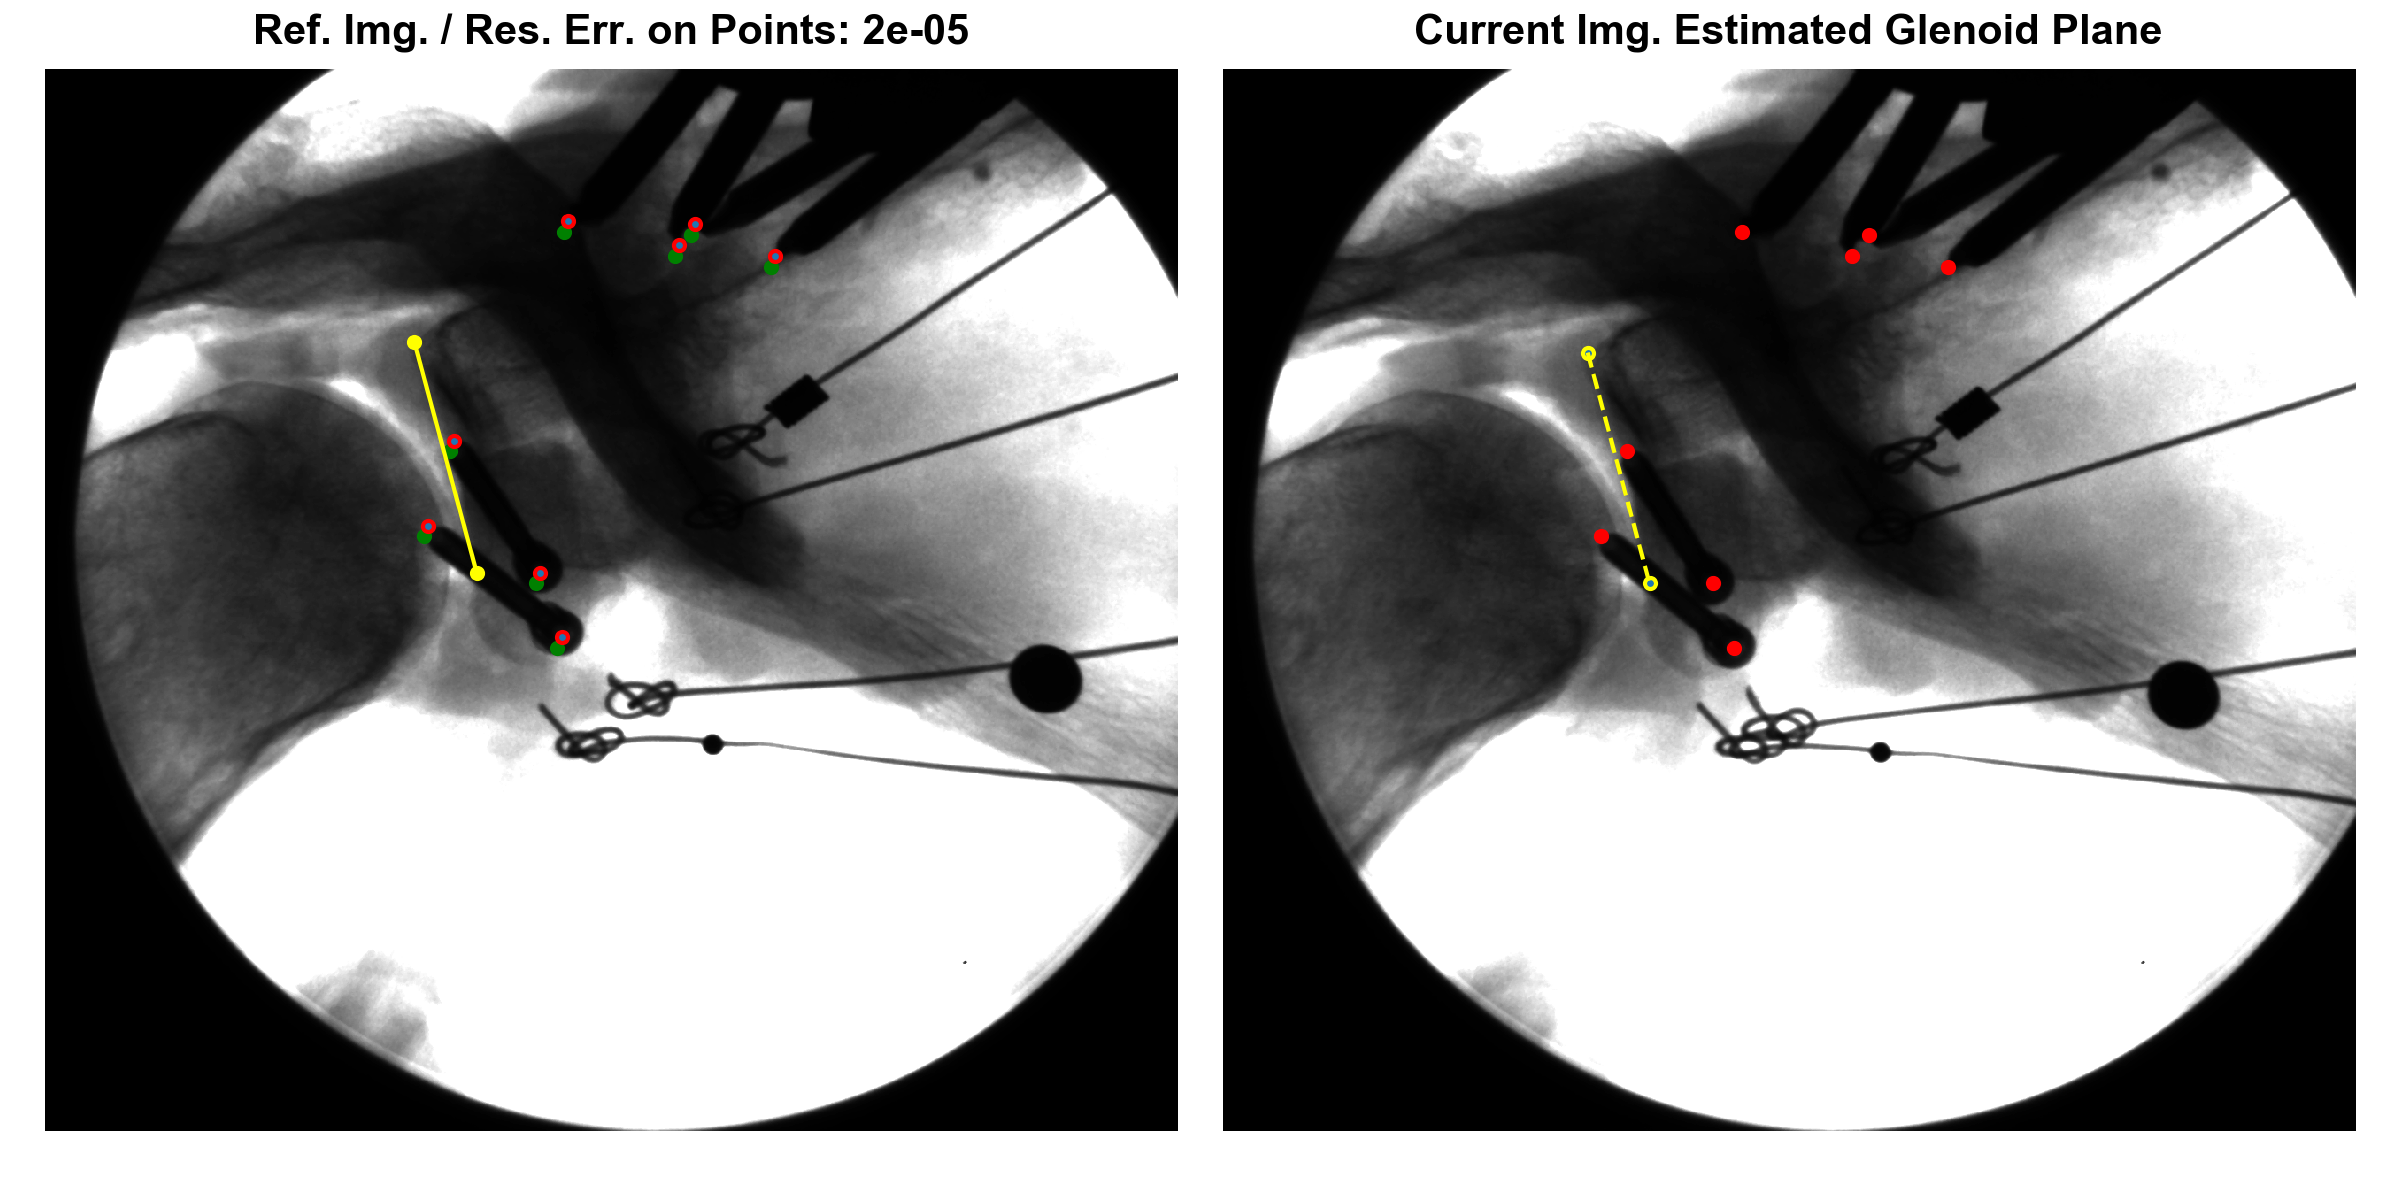 Ref. Img. / Res. Err. on Points: 2e-05
Current Img. Estimated Glenoid Plane